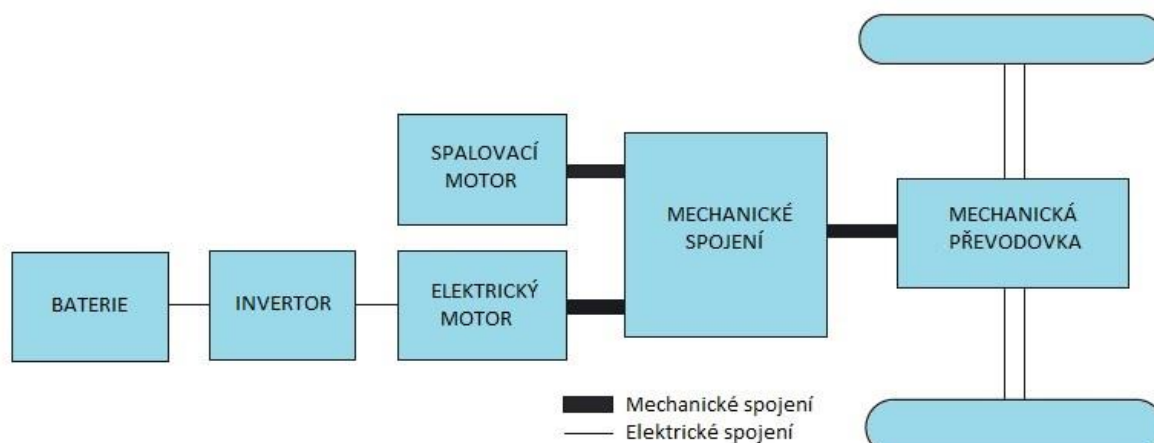 SPALOVACÍ
MOTOR
MECHANICKÉ
SPOJENÍ
MECHANICKÁ
PŘEVODOVKA
BATERIE
INVERTOR
ELEKTRICKÝ
MOTOR
Mechanické spojení
Elektrické spojení